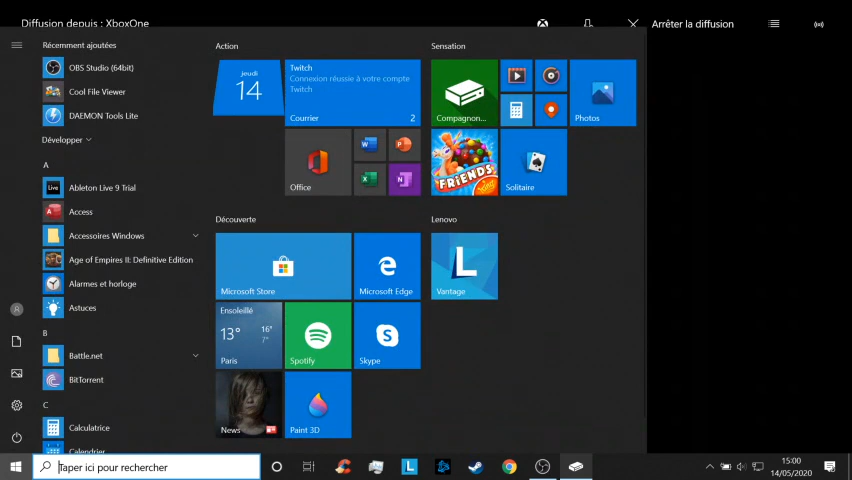 Diffusion depuis : XboxOne
Arrêter la diffusion
Récemment ajoutées
OBS Studio (64bit)
Cool File Viewer
DAEMON Tools Lite
Développer
A
Ableton Live 9 Trial
Access
Accessoires Windows
Age of Empires II: Definitive Edition
Alarmes et horloge
Astuces
B
Battle.net
BitTorrent
C
Calculatrice
Calendrier
Action
jeudi
14
Twitch
Connexion réussie à votre compte
Twitch
Courrier
2
Office
Sensation
Compagnon...
Photos
FRIENDS
Solitaire
Découverte
Microsoft Store
Microsoft Edge
Ensoleillé
13°
16°
7°
Paris
Spotify
Skype
News
Paint 3D
Lenovo
L
Vantage
Taper ici pour rechercher
15:00
14/05/2020